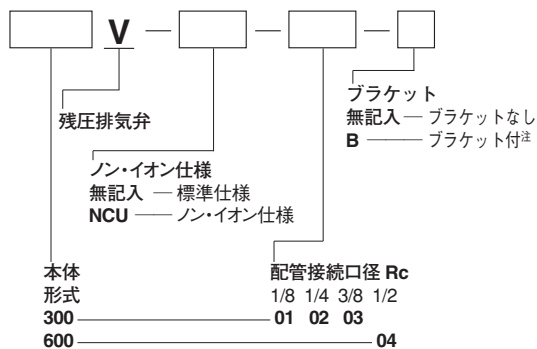 V
残圧排気弁
ブラケット
無記入 ─ ブラケットなし
B ─── ブラケット付注
ノン・イオン仕様
無記入 ─ 標準仕様
NCU ── ノン・イオン仕様
本体
形式
300
600
配管接続口径 Rc
1/8 1/4 3/8 1/2
01 02 03
04